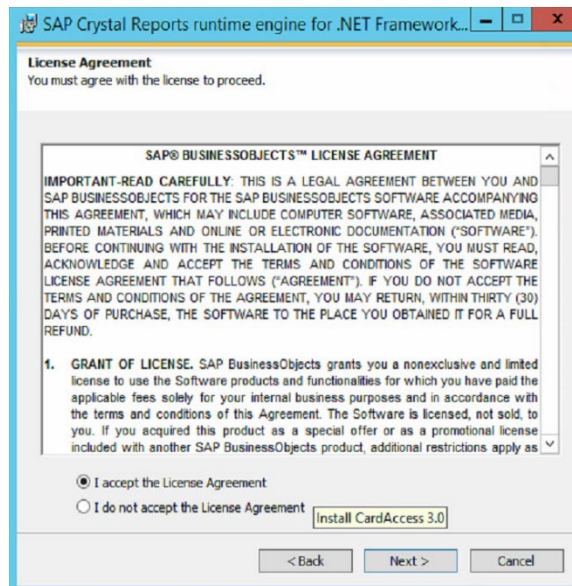 SAP Crystal Reports runtime engine for .NET Framework...
License Agreement
You must agree with the license to proceed.
SAP® BUSINESSOBJECTS™ LICENSE AGREEMENT
IMPORTANT-READ CAREFULLY: THIS IS A LEGAL AGREEMENT BETWEEN YOU AND
SAP BUSINESSOBJECTS FOR THE SAP BUSINESSOBJECTS SOFTWARE ACCOMPANYING
THIS AGREEMENT, WHICH MAY INCLUDE COMPUTER SOFTWARE, ASSOCIATED MEDIA,
PRINTED MATERIALS AND ONLINE OR ELECTRONIC DOCUMENTATION ("SOFTWARE").
BEFORE CONTINUING WITH THE INSTALLATION OF THE SOFTWARE, YOU MUST READ,
ACKNOWLEDGE AND ACCEPT THE TERMS AND CONDITIONS OF THE SOFTWARE
LICENSE AGREEMENT THAT FOLLOWS ("AGREEMENT"). IF YOU DO NOT ACCEPT THE
TERMS AND CONDITIONS OF THE AGREEMENT, YOU MAY RETURN, WITHIN THIRTY (30)
DAYS OF PURCHASE, THE SOFTWARE TO THE PLACE YOU OBTAINED IT FOR A FULL
REFUND.
1. GRANT OF LICENSE. SAP BusinessObjects grants you a nonexclusive and limited
license to use the Software products and functionalities for which you have paid the
applicable fees solely for your internal business purposes and in accordance with
the terms and conditions of this Agreement. The Software is licensed, not sold, to
you. If you acquired this product as a special offer or as a promotional license
included with another SAP BusinessObjects product, additional restrictions apply as
I accept the License Agreement
I do not accept the License Agreement
Install CardAccess 3.0
< Back Next > Cancel